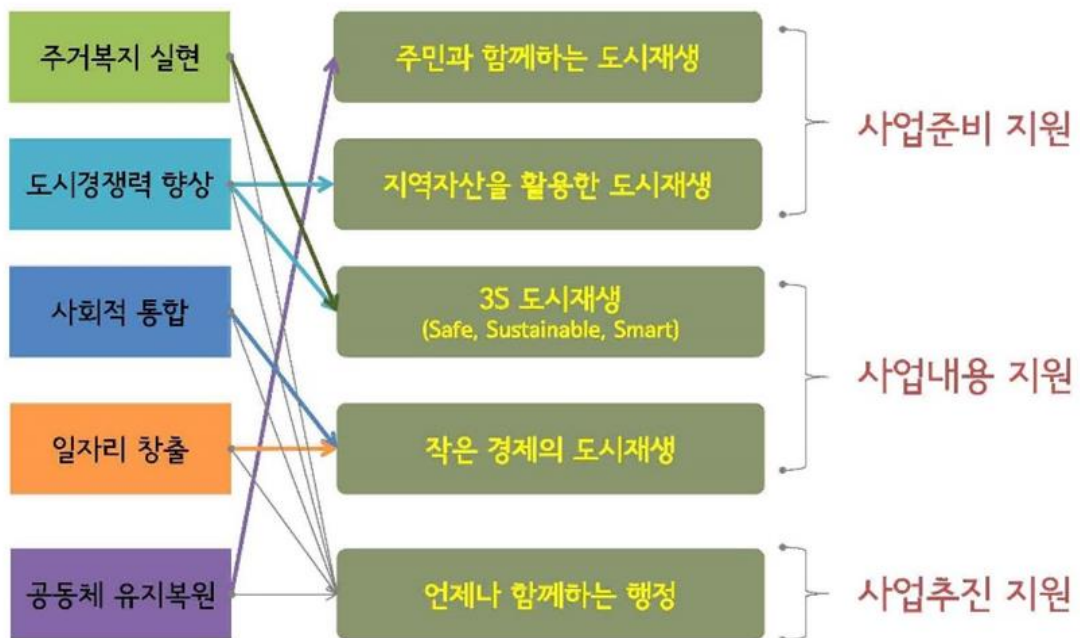 주거복지 실현
도시경쟁력 향상
사회적 통합
일자리 창출
공동체 유지복원
주민과 함께하는 도시재생
지역자산을 활용한 도시재생
3S 도시재생
(Safe, Sustainable, Smart)
작은 경제의 도시재생
언제나 함께하는 행정
사업준비 지원
사업내용 지원
사업추진 지원